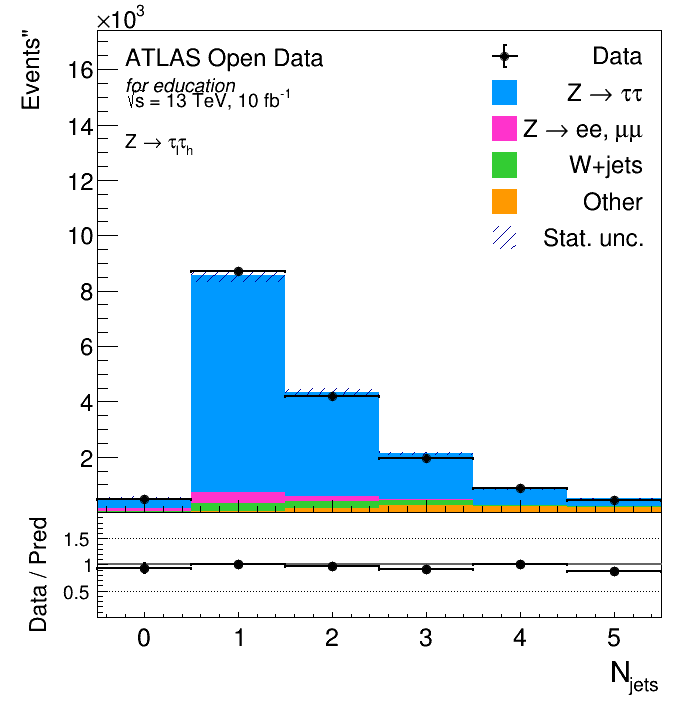 ×10³
Events"
16
14
12
10
8
6
4
2
ATLAS Open Data
for education
√s = 13 TeV, 10 fb⁻¹
Z → τₗτₕ
Data
Z → ττ
Z → ee, μμ
W+jets
Other
Stat. unc.
Data / Pred
1.5
1
0.5
0 1 2 3 4 5
N_jets